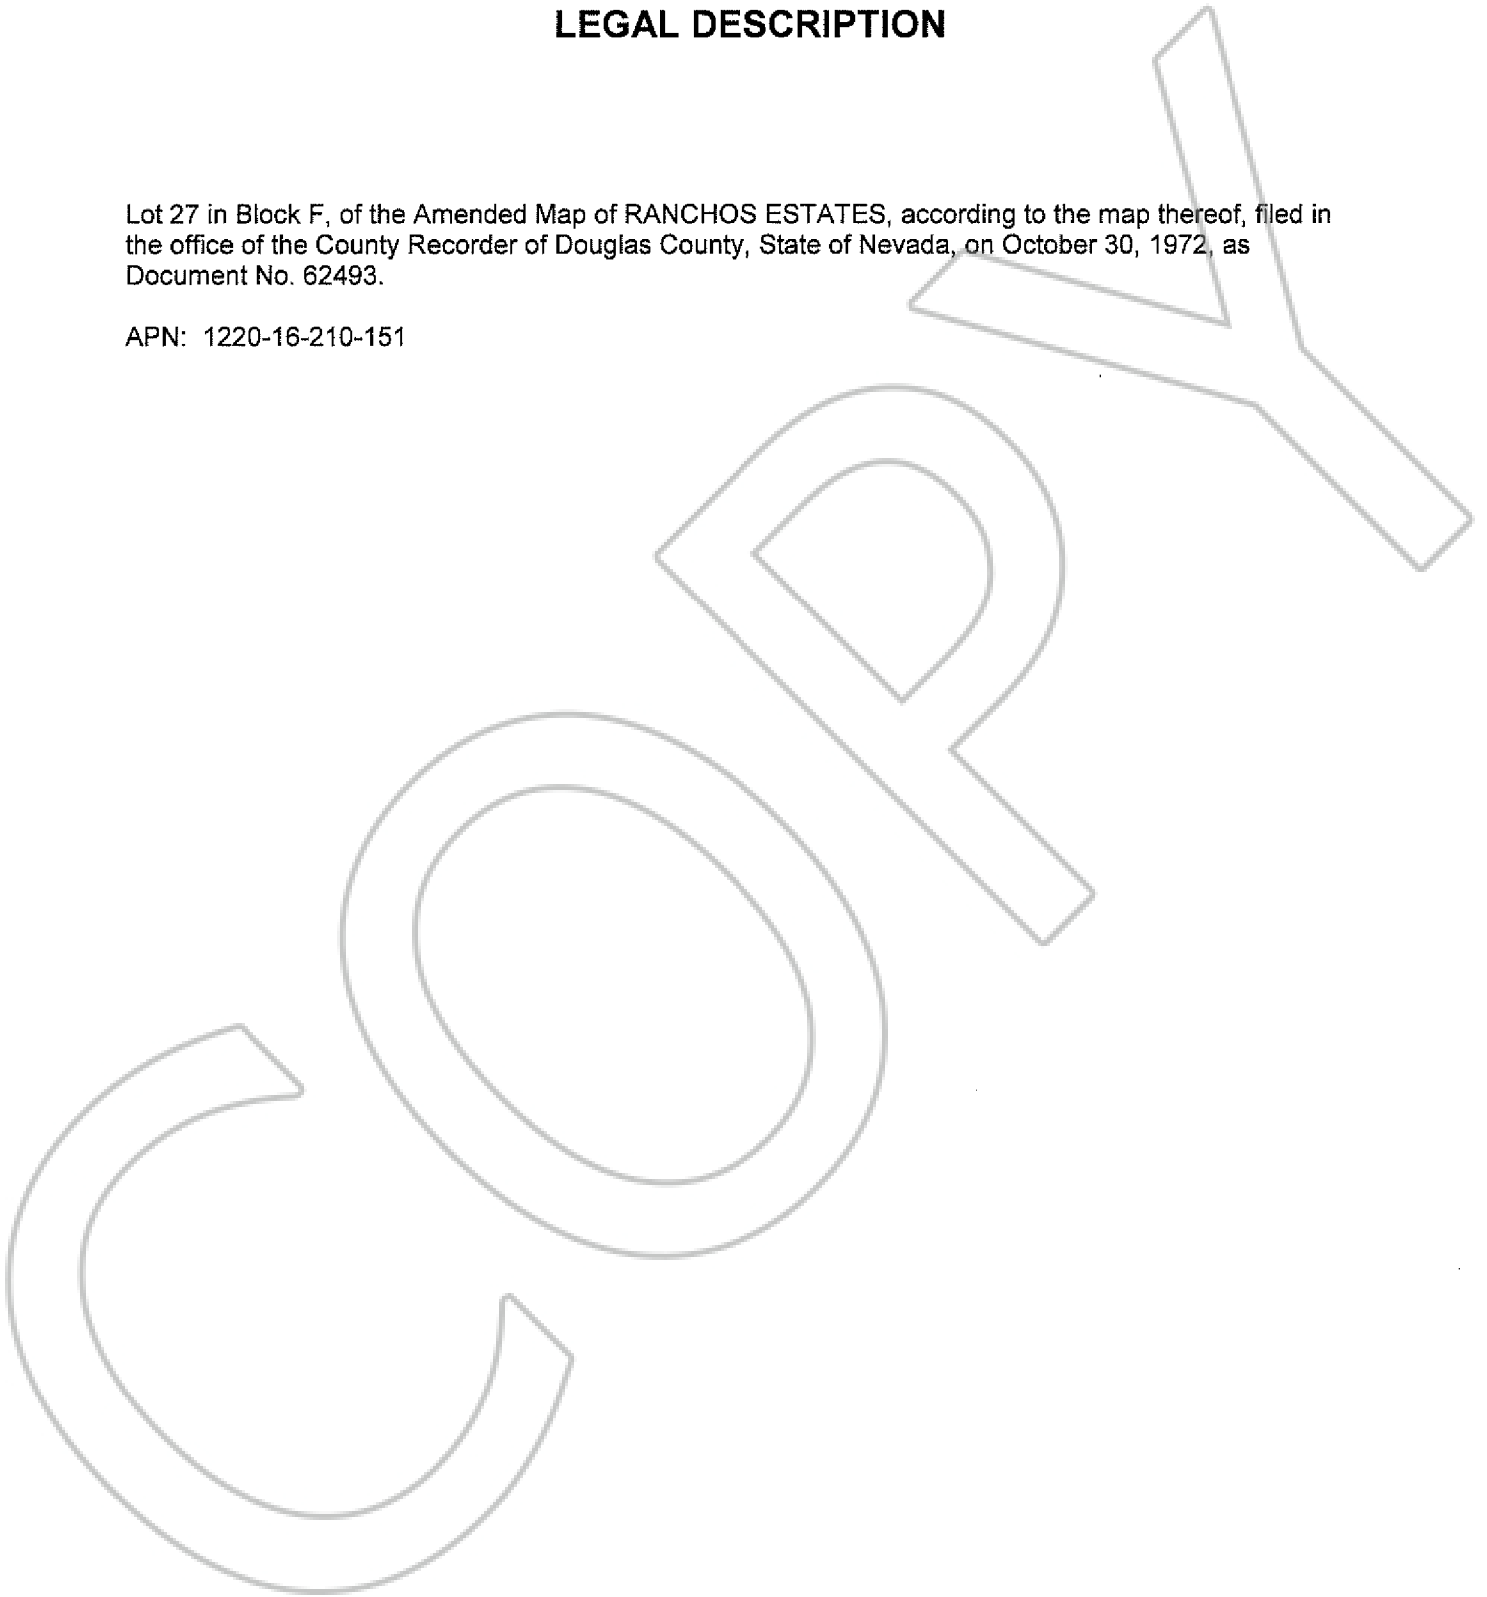 LEGAL DESCRIPTION
Lot 27 in Block F, of the Amended Map of RANCHOS ESTATES, according to the map thereof, filed in
the office of the County Recorder of Douglas County, State of Nevada, on October 30, 1972, as
Document No. 62493.
APN: 1220-16-210-151
COPY